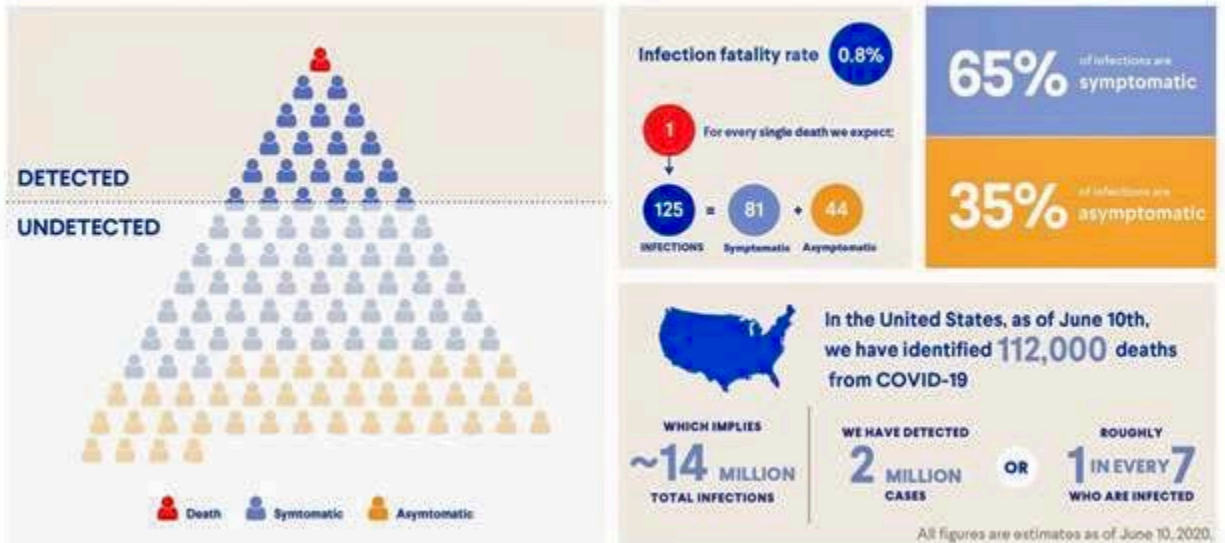 DETECTED
UNDETECTED
Death
Symtomatic
Asymtomatic
Infection fatality rate 0.8%
1 For every single death we expect:
125 = 81 + 44
INFECTIONS Symptomatic Asymptomatic
65% of infections are
symptomatic
35% of infections are
asymptomatic
In the United States, as of June 10th,
we have identified 112,000 deaths
from COVID-19
WHICH IMPLIES
~14 MILLION
TOTAL INFECTIONS
WE HAVE DETECTED
2 MILLION
CASES
OR
ROUGHLY
1 IN EVERY 7
WHO ARE INFECTED
All figures are estimates as of June 10, 2020.